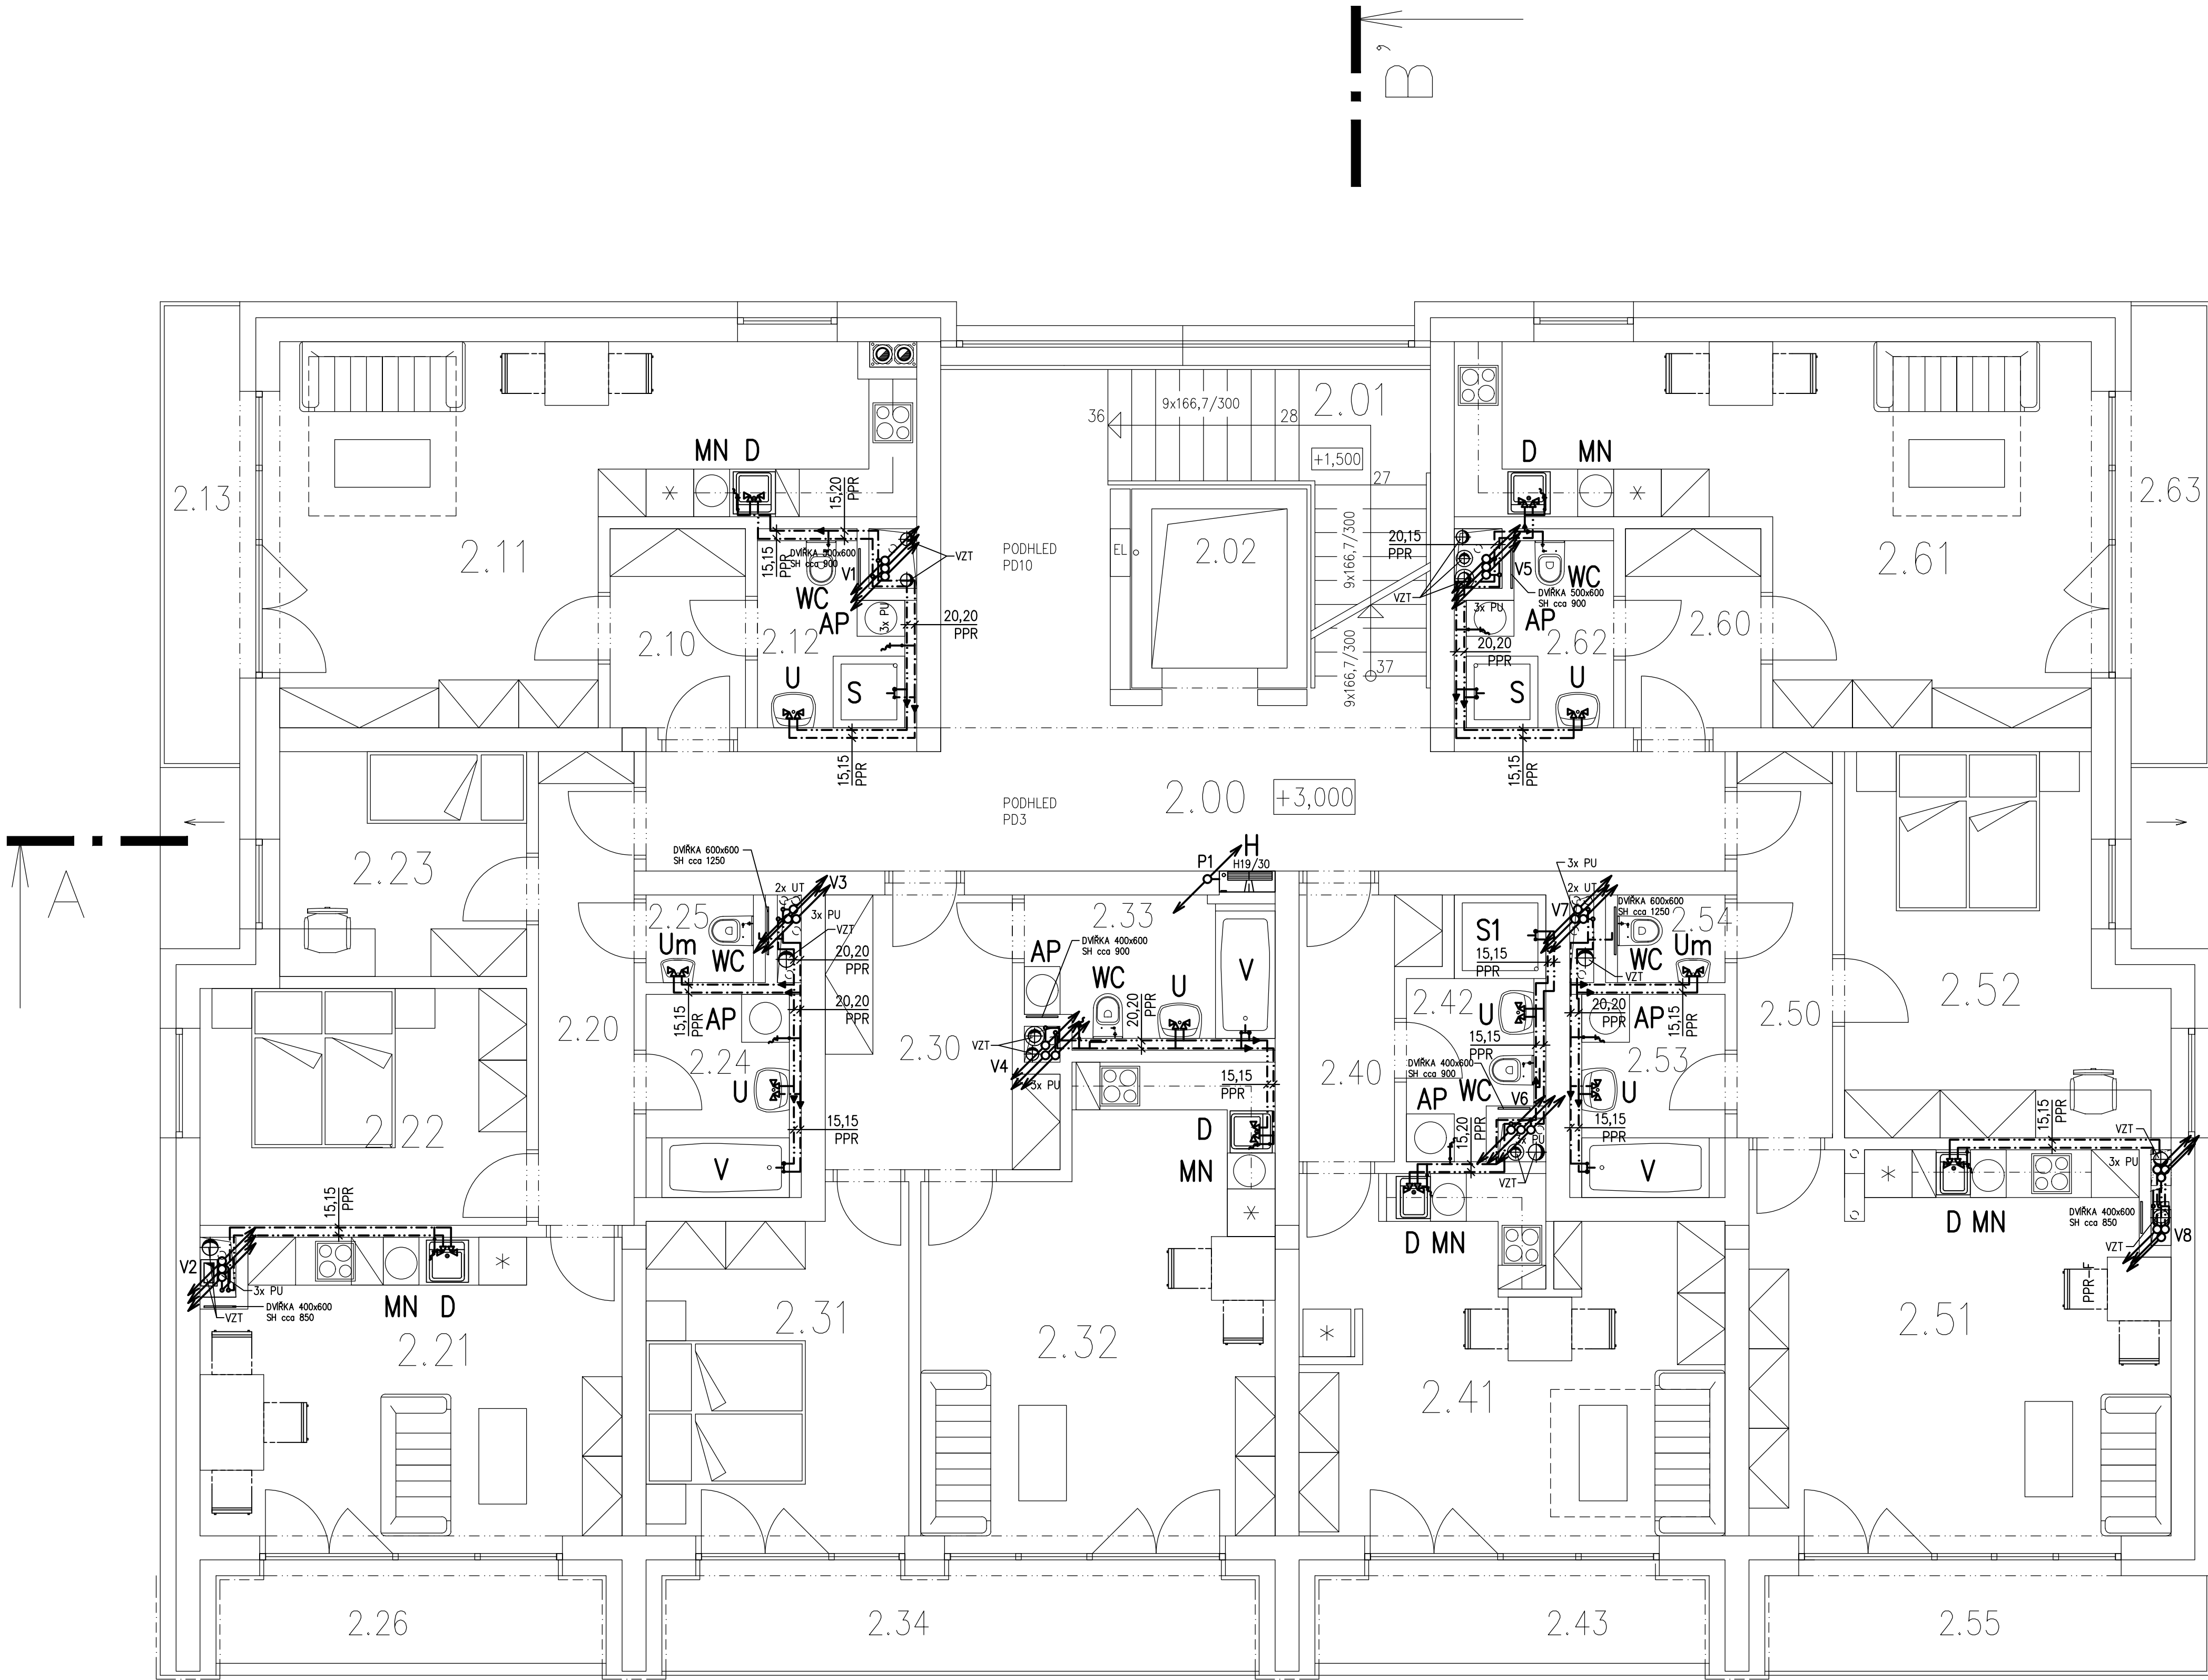 B'
9x166,7/300
2.01
36
28
+1,500
27
MN D
D
MN
2.13
2.63
15,20
PPR
2.11
15,15
PPR
DVÍŘKA 500x600
SH cca 900
V1
VZT
PODHLED
PD10
EL
2.02
9x166,7/300
20,15
PPR
V5
WC
DVÍŘKA 500x600
SH cca 900
VZT
2.61
WC
AP
3x PU
20,20
PPR
3x PU
AP
2.10
2.12
2.62
2.60
20,20
PPR
9x166,7/300
37
U
S
S
U
15,15
PPR
15,15
PPR
PODHLED
PD3
2.00
+3,000
A
2.23
DVÍŘKA 600x600
SH cca 1250
2x UT
V3
3x PU
P1
H
H19/30
3x PU
2x UT
V7
DVÍŘKA 600x600
SH cca 1250
2.25
Um
WC
VZT
20,20
PPR
2.33
AP
DVÍŘKA 400x600
SH cca 900
WC
U
V
S1
15,15
PPR
2.54
Um
WC
VZT
2.52
2.20
15,15
PPR
AP
20,20
PPR
2.24
U
2.30
VZT
V4
3x PU
20,20
PPR
15,15
PPR
2.40
2.42
U
15,15
PPR
DVÍŘKA 400x600
SH cca 900
WC
AP
V6
20,20
PPR
AP
15,15
PPR
2.53
U
2.50
2.22
15,15
PPR
V
D
MN
15,20
PPR
3x PU
VZT
15,15
PPR
V
15,15
PPR
VZT
3x PU
15,15
PPR
V2
3x PU
DVÍŘKA 400x600
SH cca 850
VZT
MN D
D MN
D MN
DVÍŘKA 400x600
SH cca 850
VZT
V8
PPR-F
2.21
2.31
2.32
2.41
2.51
2.26
2.34
2.43
2.55